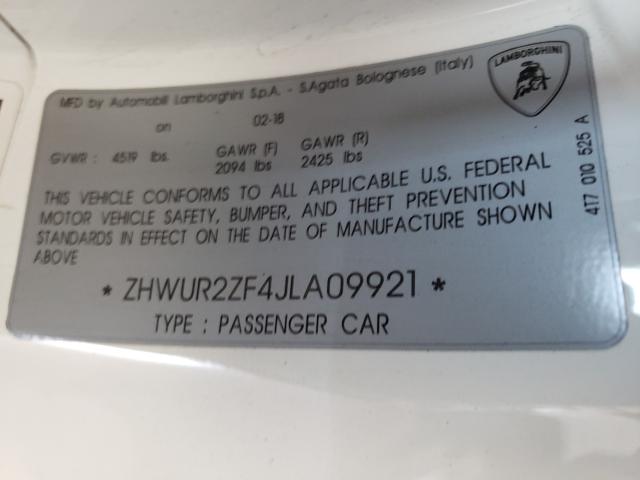 MFD by Automobili Lamborghini S.p.A. - S.Agata Bolognese (Italy)
on 02-18
GVWR : 4519 lbs. GAWR (F) 2094 lbs GAWR (R) 2425 lbs
THIS VEHICLE CONFORMS TO ALL APPLICABLE U.S. FEDERAL
MOTOR VEHICLE SAFETY, BUMPER, AND THEFT PREVENTION
STANDARDS IN EFFECT ON THE DATE OF MANUFACTURE SHOWN
ABOVE
* ZHWUR2ZF4JLA09921 *
TYPE : PASSENGER CAR
LAMBORGHINI
417 010 525 A